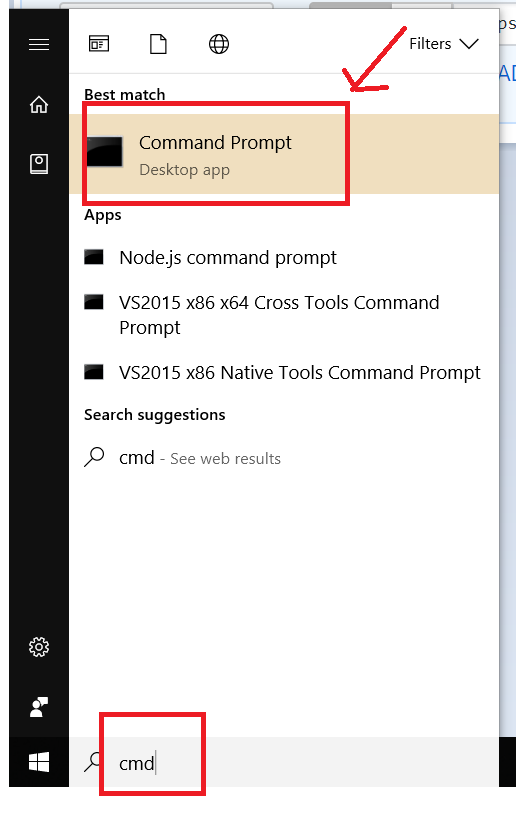 Filters
Best match
Command Prompt
Desktop app
Apps
Node.js command prompt
VS2015 x86 x64 Cross Tools Command
Prompt
VS2015 x86 Native Tools Command Prompt
Search suggestions
cmd - See web results
cmd